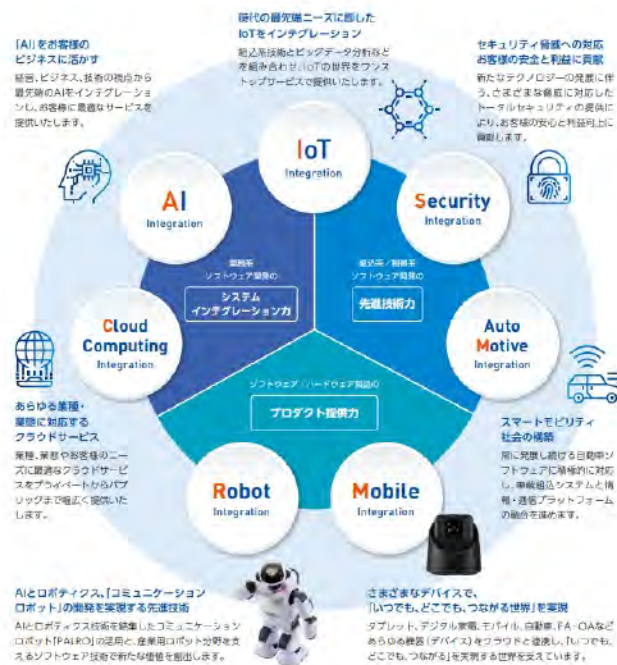 時代の最先端ニーズに即した
IoTをインテグレーション
組込系技術とビッグデータ分析など
を組み合わせ、IoTの世界をワンス
トップサービスで提供いたします。
「AI」をお客様の
ビジネスに活かす
経営、ビジネス、技術の視点から
最先端のAIをインテグレーショ
ンし、お客様に最適なサービスを
提供いたします。
セキュリティ脅威への対応
お客様の安全と利益に貢献
新たなテクノロジーの発展に伴
う、さまざまな脅威に対応した
トータルセキュリティの提供に
より、お客様の安心と利益向上に
貢献します。
IoT
Integration
AI
Integration
Security
Integration
業務系
ソフトウェア開発の
システム
インテグレーション力
組込系/制御系
ソフトウェア開発の
先進技術力
Cloud
Computing
Integration
Auto
Motive
Integration
ソフトウェア/ハードウェア製造の
プロダクト提供力
あらゆる業種・
業態に対応する
クラウドサービス
業種、業態やお客様のニー
ズに最適なクラウドサービ
スをプライベートからパブ
リックまで幅広く提供いた
します。
スマートモビリティ
社会の構築
常に発展し続ける自動車ソ
フトウェアに積極的に対応
し、車載組込システムと情
報・通信プラットフォーム
の融合を進めます。
Robot
Integration
Mobile
Integration
AIとロボティクス、「コミュニケーション
ロボット」の開発を実現する先進技術
AIとロボティクス技術を結集したコミュニケーション
ロボット「PALRO」の活用と、産業用ロボット分野を支
えるソフトウェア技術で新たな価値を創出します。
さまざまなデバイスで、
「いつでも、どこでも、つながる世界」を実現
タブレット、デジタル家電、モバイル、自動車、FA・OAなど
あらゆる機器(デバイス)をクラウドと連携し、「いつでも、
どこでも、つながる」を実現する世界を支えています。